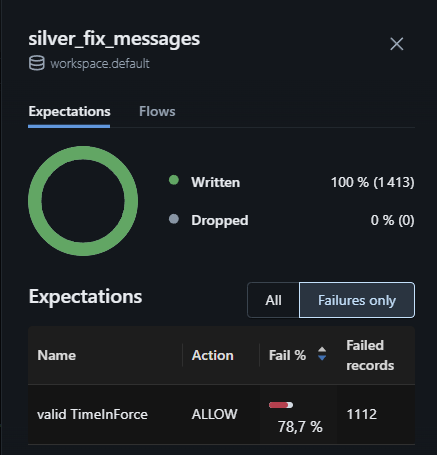 silver_fix_messages
workspace.default
Expectations Flows
Written 100 % (1 413)
Dropped 0 % (0)
Expectations All Failures only
Name Action Fail % Failed records
valid TimeInForce ALLOW 78,7 % 1112